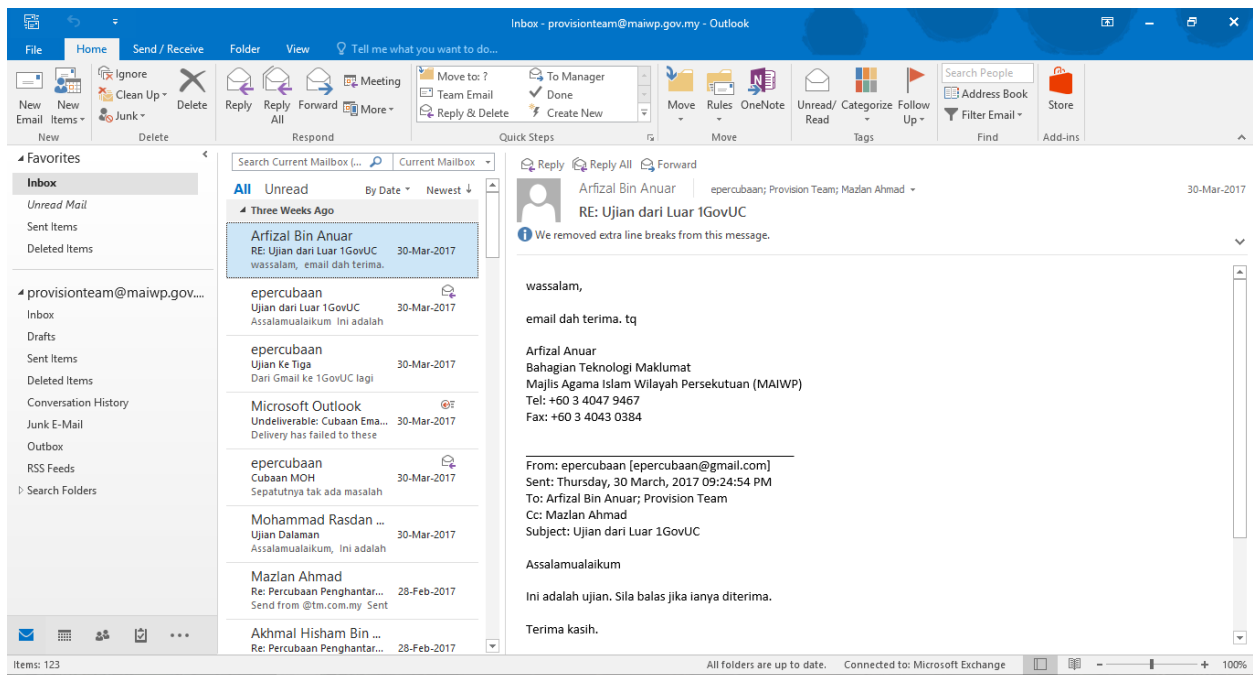 Inbox - provisionteam@maiwp.gov.my - Outlook
File Home Send / Receive Folder View Tell me what you want to do...
New Email
New Items
Ignore
Clean Up
Junk
Delete
Reply
Reply All
Forward
Meeting
More
Move to: ?
Team Email
Reply & Delete
To Manager
Done
Create New
Move
Rules
OneNote
Unread/ Read
Categorize
Follow Up
Search People
Address Book
Filter Email
Store
New Delete Respond Quick Steps Move Tags Find Add-ins
Favorites
Inbox
Unread Mail
Sent Items
Deleted Items
provisionteam@maiwp.gov....
Inbox
Drafts
Sent Items
Deleted Items
Conversation History
Junk E-Mail
Outbox
RSS Feeds
Search Folders
Search Current Mailbox (... Current Mailbox
All Unread By Date Newest ↓
Three Weeks Ago
Arfizal Bin Anuar
RE: Ujian dari Luar 1GovUC 30-Mar-2017
wassalam, email dah terima.
epercubaan
Ujian dari Luar 1GovUC 30-Mar-2017
Assalamualaikum Ini adalah
epercubaan
Ujian Ke Tiga 30-Mar-2017
Dari Gmail ke 1GovUC lagi
Microsoft Outlook
Undeliverable: Cubaan Ema... 30-Mar-2017
Delivery has failed to these
epercubaan
Cubaan MOH 30-Mar-2017
Sepatutnya tak ada masalah
Mohammad Rasdan ...
Ujian Dalaman 30-Mar-2017
Assalamualaikum, Ini adalah
Mazlan Ahmad
Re: Percubaan Penghantar... 28-Feb-2017
Send from @tm.com.my Sent
Akhmal Hisham Bin ...
Re: Percubaan Penghantar... 28-Feb-2017
Reply Reply All Forward
Arfizal Bin Anuar epercubaan; Provision Team; Mazlan Ahmad 30-Mar-2017
RE: Ujian dari Luar 1GovUC
We removed extra line breaks from this message.
wassalam,
email dah terima. tq
Arfizal Anuar
Bahagian Teknologi Maklumat
Majlis Agama Islam Wilayah Persekutuan (MAIWP)
Tel: +60 3 4047 9467
Fax: +60 3 4043 0384
From: epercubaan [epercubaan@gmail.com]
Sent: Thursday, 30 March, 2017 09:24:54 PM
To: Arfizal Bin Anuar; Provision Team
Cc: Mazlan Ahmad
Subject: Ujian dari Luar 1GovUC
Assalamualaikum
Ini adalah ujian. Sila balas jika ianya diterima.
Terima kasih.
Items: 123 All folders are up to date. Connected to: Microsoft Exchange 100%